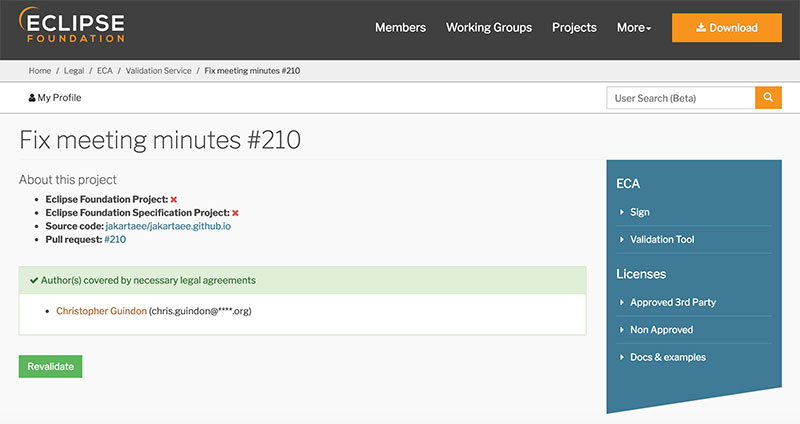 ECLIPSE
FOUNDATION
Members Working Groups Projects More Download
Home / Legal / ECA / Validation Service / Fix meeting minutes #210
My Profile
User Search (Beta)
Fix meeting minutes #210
About this project
Eclipse Foundation Project:
Eclipse Foundation Specification Project:
Source code: jakartaee/jakartaee.github.io
Pull request: #210
Author(s) covered by necessary legal agreements
Christopher Guindon (chris.guindon@****.org)
Revalidate
ECA
Sign
Validation Tool
Licenses
Approved 3rd Party
Non Approved
Docs & examples